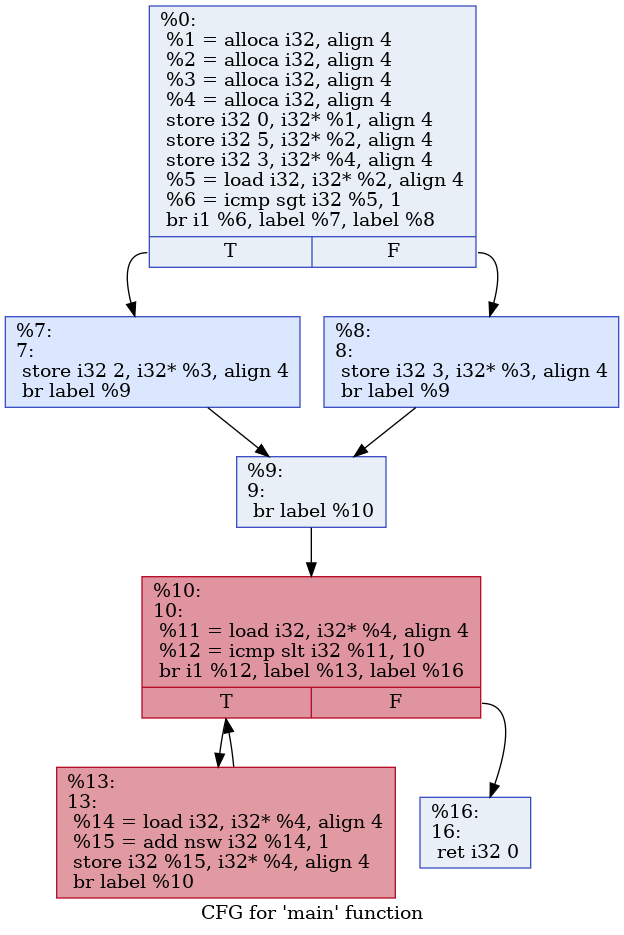 %0:
%1 = alloca i32, align 4
%2 = alloca i32, align 4
%3 = alloca i32, align 4
%4 = alloca i32, align 4
store i32 0, i32* %1, align 4
store i32 5, i32* %2, align 4
store i32 3, i32* %4, align 4
%5 = load i32, i32* %2, align 4
%6 = icmp sgt i32 %5, 1
br i1 %6, label %7, label %8
T
F
%7:
7:
store i32 2, i32* %3, align 4
br label %9
%8:
8:
store i32 3, i32* %3, align 4
br label %9
%9:
9:
br label %10
%10:
10:
%11 = load i32, i32* %4, align 4
%12 = icmp slt i32 %11, 10
br i1 %12, label %13, label %16
T
F
%13:
13:
%14 = load i32, i32* %4, align 4
%15 = add nsw i32 %14, 1
store i32 %15, i32* %4, align 4
br label %10
%16:
16:
ret i32 0
CFG for 'main' function